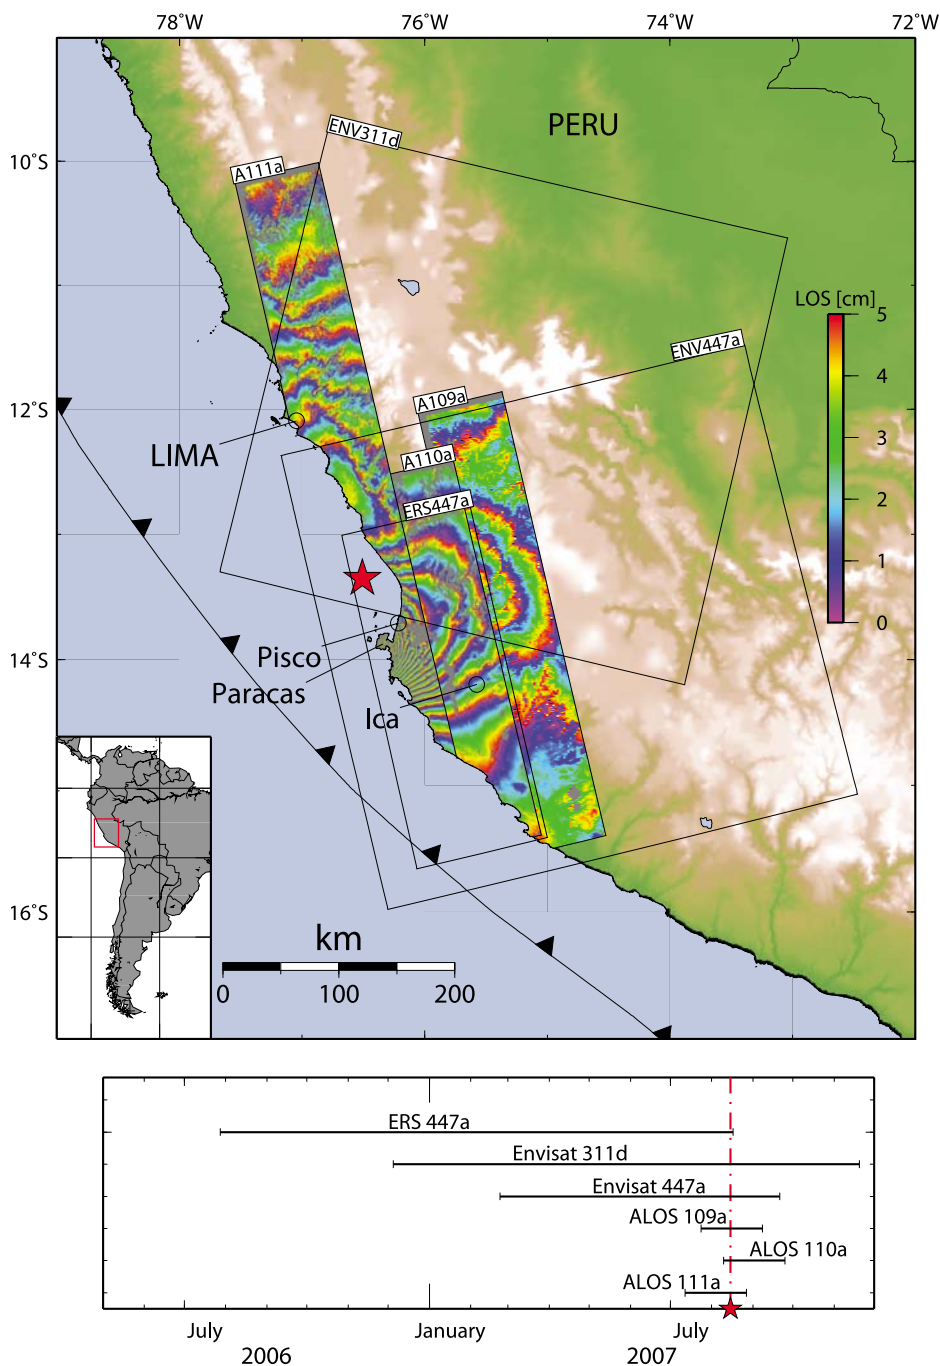 78°W 76°W 74°W 72°W
ENV311d
PERU
10°S
A111a
LOS [cm]
5
ENV447a
4
A109a
12°S
3
LIMA
A110a
2
ERS447a
1
0
Pisco
14°S
Paracas
Ica
16°S
km
0 100 200
ERS 447a
Envisat 311d
Envisat 447a
ALOS 109a
ALOS 110a
ALOS 111a
July January July
2006 2007